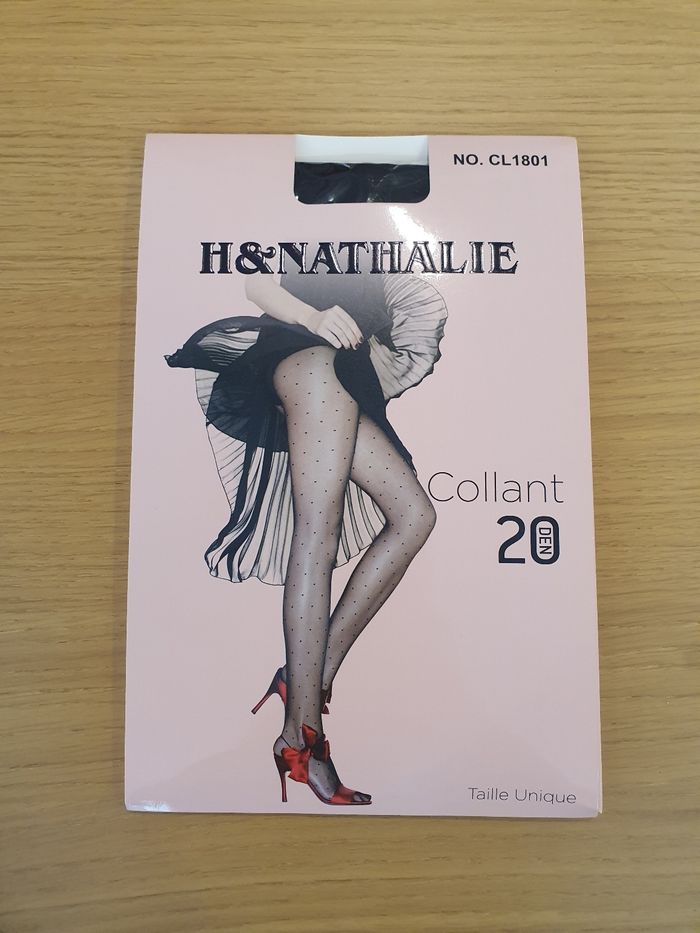 NO. CL1801
H&NATHALIE
Collant
20 DEN
Taille Unique